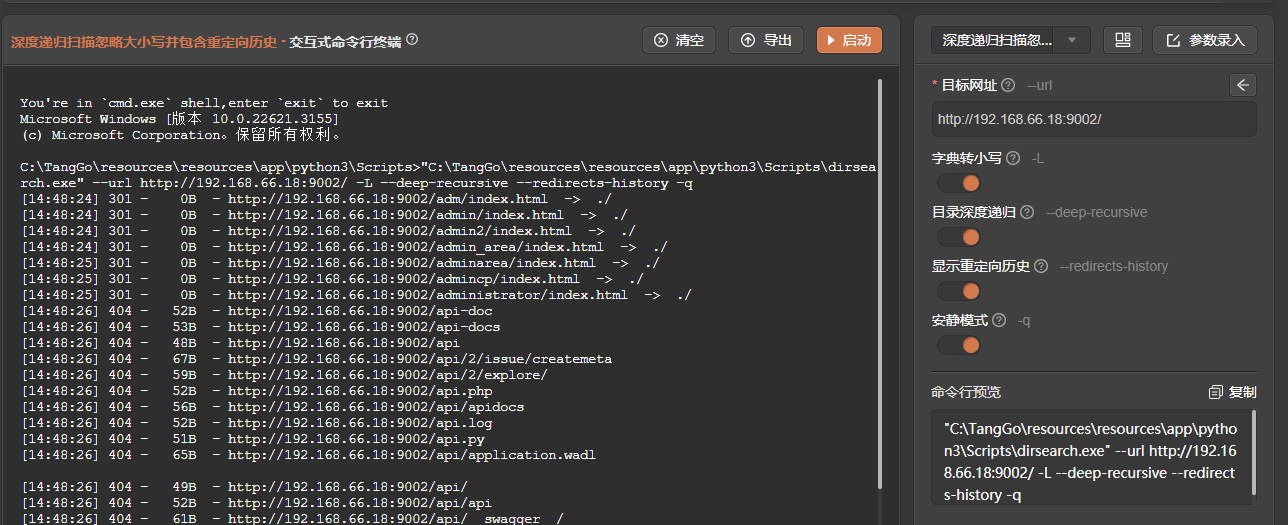 深度递归扫描忽略大小写并包含重定向历史 - 交互式命令行终端
清空
导出
启动
You're in `cmd.exe` shell,enter `exit` to exit
Microsoft Windows [版本 10.0.22621.3155]
(c) Microsoft Corporation。保留所有权利。
C:\TangGo\resources\resources\app\python3\Scripts>"C:\TangGo\resources\resources\app\python3\Scripts\dirsea
rch.exe" --url http://192.168.66.18:9002/ -L --deep-recursive --redirects-history -q
[14:48:24] 301 -    0B  - http://192.168.66.18:9002/adm/index.html  ->  ./
[14:48:24] 301 -    0B  - http://192.168.66.18:9002/admin/index.html  ->  ./
[14:48:24] 301 -    0B  - http://192.168.66.18:9002/admin2/index.html  ->  ./
[14:48:24] 301 -    0B  - http://192.168.66.18:9002/admin_area/index.html  ->  ./
[14:48:25] 301 -    0B  - http://192.168.66.18:9002/adminarea/index.html  ->  ./
[14:48:25] 301 -    0B  - http://192.168.66.18:9002/admincp/index.html  ->  ./
[14:48:25] 301 -    0B  - http://192.168.66.18:9002/administrator/index.html  ->  ./
[14:48:26] 404 -   52B  - http://192.168.66.18:9002/api-doc
[14:48:26] 404 -   53B  - http://192.168.66.18:9002/api-docs
[14:48:26] 404 -   48B  - http://192.168.66.18:9002/api
[14:48:26] 404 -   67B  - http://192.168.66.18:9002/api/2/issue/createmeta
[14:48:26] 404 -   59B  - http://192.168.66.18:9002/api/2/explore/
[14:48:26] 404 -   52B  - http://192.168.66.18:9002/api.php
[14:48:26] 404 -   56B  - http://192.168.66.18:9002/api/apidocs
[14:48:26] 404 -   52B  - http://192.168.66.18:9002/api.log
[14:48:26] 404 -   51B  - http://192.168.66.18:9002/api.py
[14:48:26] 404 -   65B  - http://192.168.66.18:9002/api/application.wadl
[14:48:26] 404 -   49B  - http://192.168.66.18:9002/api/
[14:48:26] 404 -   52B  - http://192.168.66.18:9002/api/api
[14:48:26] 404 -   61B  - http://192.168.66.18:9002/api/__swagger__/
深度递归扫描忽...
参数录入
* 目标网址 --url
http://192.168.66.18:9002/
字典转小写 -L
目录深度递归 --deep-recursive
显示重定向历史 --redirects-history
安静模式 -q
命令行预览
复制
"C:\TangGo\resources\resources\app\pytho
n3\Scripts\dirsearch.exe" --url http://192.16
8.66.18:9002/ -L --deep-recursive --redirect
s-history -q